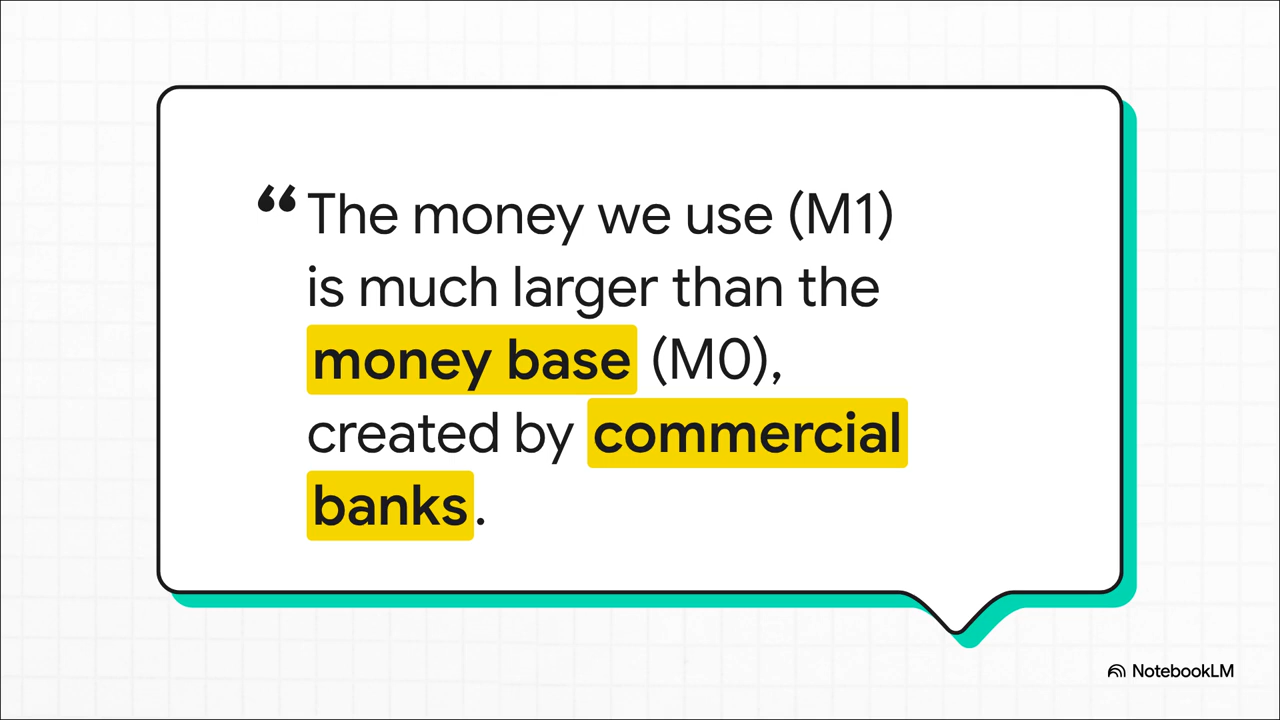 “The money we use (M1)
is much larger than the
money base (M0),
created by commercial
banks.
NotebookLM